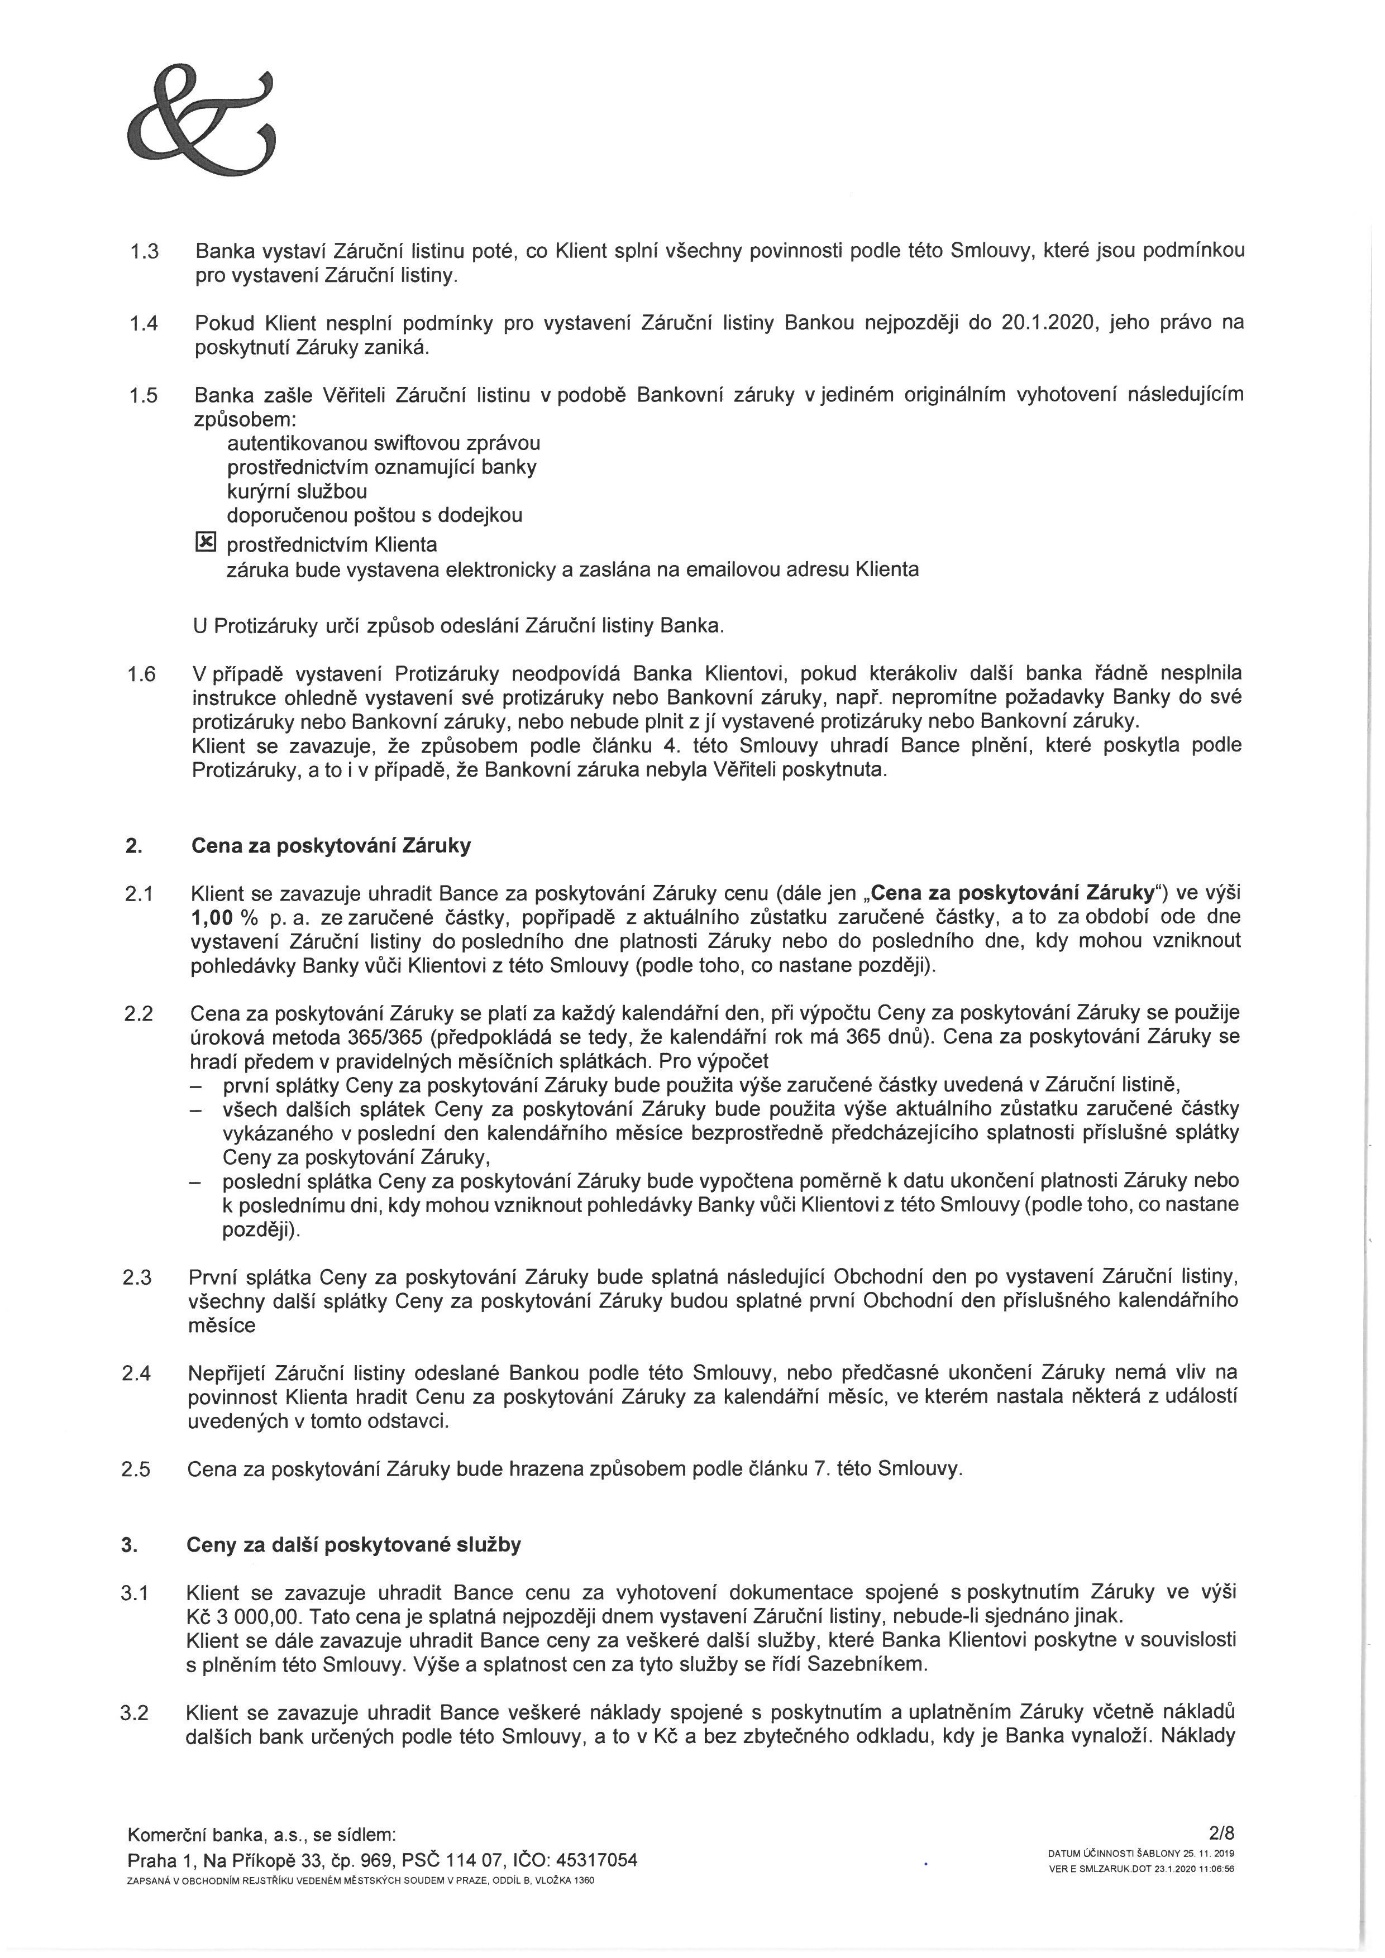 &
1.3 Banka vystaví Záruční listinu poté, co Klient splní všechny povinnosti podle této Smlouvy, které jsou podmínkou
pro vystavení Záruční listiny.
1.4 Pokud Klient nesplní podmínky pro vystavení Záruční listiny Bankou nejpozději do 20.1.2020, jeho právo na
poskytnutí Záruky zaniká.
1.5 Banka zašle Věřiteli Záruční listinu v podobě Bankovní záruky v jediném originálním vyhotovení následujícím
způsobem:
autentikovanou swiftovou zprávou
prostřednictvím oznamující banky
kurýrní službou
doporučenou poštou s dodejkou
☒ prostřednictvím Klienta
záruka bude vystavena elektronicky a zaslána na emailovou adresu Klienta
U Protizáruky určí způsob odeslání Záruční listiny Banka.
1.6 V případě vystavení Protizáruky neodpovídá Banka Klientovi, pokud kterákoliv další banka řádně nesplnila
instrukce ohledně vystavení své protizáruky nebo Bankovní záruky, např. nepromítne požadavky Banky do své
protizáruky nebo Bankovní záruky, nebo nebude plnit z jí vystavené protizáruky nebo Bankovní záruky.
Klient se zavazuje, že způsobem podle článku 4. této Smlouvy uhradí Bance plnění, které poskytla podle
Protizáruky, a to i v případě, že Bankovní záruka nebyla Věřiteli poskytnuta.
2. Cena za poskytování Záruky
2.1 Klient se zavazuje uhradit Bance za poskytování Záruky cenu (dále jen „Cena za poskytování Záruky“) ve výši
1,00 % p. a. ze zaručené částky, popřípadě z aktuálního zůstatku zaručené částky, a to za období ode dne
vystavení Záruční listiny do posledního dne platnosti Záruky nebo do posledního dne, kdy mohou vzniknout
pohledávky Banky vůči Klientovi z této Smlouvy (podle toho, co nastane později).
2.2 Cena za poskytování Záruky se platí za každý kalendářní den, při výpočtu Ceny za poskytování Záruky se použije
úroková metoda 365/365 (předpokládá se tedy, že kalendářní rok má 365 dnů). Cena za poskytování Záruky se
hradí předem v pravidelných měsíčních splátkách. Pro výpočet
– první splátky Ceny za poskytování Záruky bude použita výše zaručené částky uvedená v Záruční listině,
– všech dalších splátek Ceny za poskytování Záruky bude použita výše aktuálního zůstatku zaručené částky
vykázaného v poslední den kalendářního měsíce bezprostředně předcházejícího splatnosti příslušné splátky
Ceny za poskytování Záruky,
– poslední splátka Ceny za poskytování Záruky bude vypočtena poměrně k datu ukončení platnosti Záruky nebo
k poslednímu dni, kdy mohou vzniknout pohledávky Banky vůči Klientovi z této Smlouvy (podle toho, co nastane
později).
2.3 První splátka Ceny za poskytování Záruky bude splatná následující Obchodní den po vystavení Záruční listiny,
všechny další splátky Ceny za poskytování Záruky budou splatné první Obchodní den příslušného kalendářního
měsíce
2.4 Nepřijetí Záruční listiny odeslané Bankou podle této Smlouvy, nebo předčasné ukončení Záruky nemá vliv na
povinnost Klienta hradit Cenu za poskytování Záruky za kalendářní měsíc, ve kterém nastala některá z událostí
uvedených v tomto odstavci.
2.5 Cena za poskytování Záruky bude hrazena způsobem podle článku 7. této Smlouvy.
3. Ceny za další poskytované služby
3.1 Klient se zavazuje uhradit Bance cenu za vyhotovení dokumentace spojené s poskytnutím Záruky ve výši
Kč 3 000,00. Tato cena je splatná nejpozději dnem vystavení Záruční listiny, nebude-li sjednáno jinak.
Klient se dále zavazuje uhradit Bance ceny za veškeré další služby, které Banka Klientovi poskytne v souvislosti
s plněním této Smlouvy. Výše a splatnost cen za tyto služby se řídí Sazebníkem.
3.2 Klient se zavazuje uhradit Bance veškeré náklady spojené s poskytnutím a uplatněním Záruky včetně nákladů
dalších bank určených podle této Smlouvy, a to v Kč a bez zbytečného odkladu, kdy je Banka vynaloží. Náklady
Komerční banka, a.s., se sídlem:
Praha 1, Na Příkopě 33, čp. 969, PSČ 114 07, IČO: 45317054
ZAPSANÁ V OBCHODNÍM REJSTŘÍKU VEDENÉM MĚSTSKÝCH SOUDEM V PRAZE, ODDÍL B, VLOŽKA 1360
2/8
DATUM ÚČINNOSTI ŠABLONY 25. 11. 2019
VER E SMLZARUK.DOT 23.1.2020 11:06:56